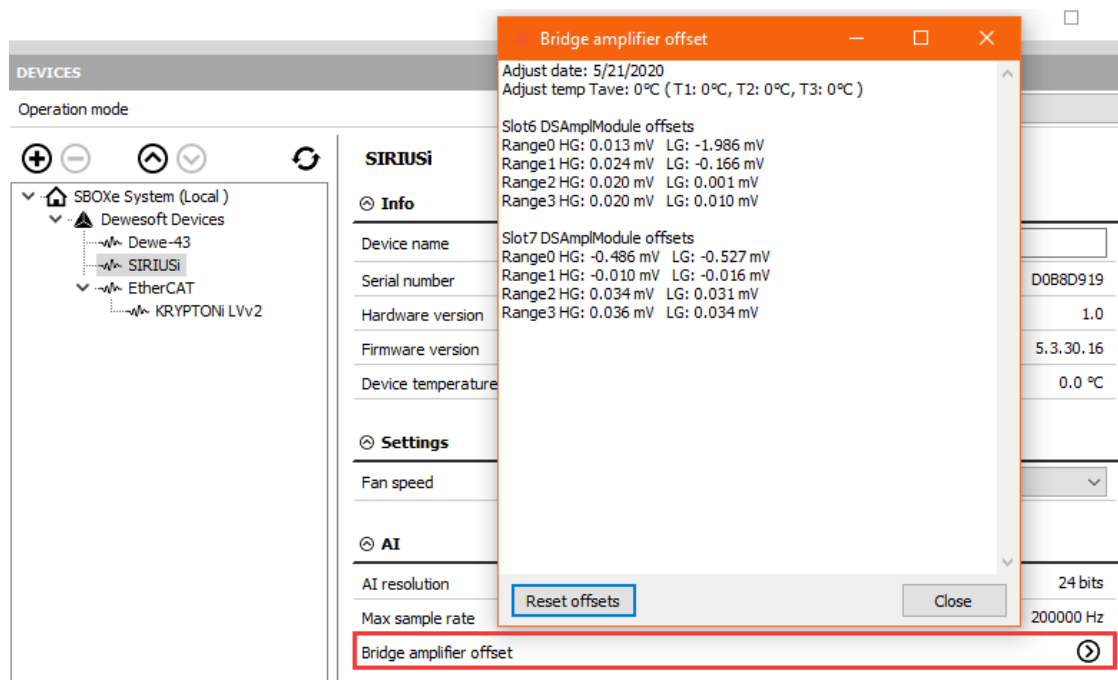 Bridge amplifier offset
Adjust date: 5/21/2020
Adjust temp Tave: 0°C ( T1: 0°C, T2: 0°C, T3: 0°C )
Slot6 DSAmplModule offsets
Range0 HG: 0.013 mV LG: -1.986 mV
Range1 HG: 0.024 mV LG: -0.166 mV
Range2 HG: 0.020 mV LG: 0.001 mV
Range3 HG: 0.020 mV LG: 0.010 mV
Slot7 DSAmplModule offsets
Range0 HG: -0.486 mV LG: -0.527 mV
Range1 HG: -0.010 mV LG: -0.016 mV
Range2 HG: 0.034 mV LG: 0.031 mV
Range3 HG: 0.036 mV LG: 0.034 mV
Reset offsets
Close
DEVICES
Operation mode
SBOXe System (Local )
Dewesoft Devices
Dewe-43
SIRIUSi
EtherCAT
KRYPTONi LVv2
SIRIUSi
Info
Device name
Serial number D0B8D919
Hardware version 1.0
Firmware version 5.3.30.16
Device temperature 0.0 °C
Settings
Fan speed
AI
AI resolution 24 bits
Max sample rate 200000 Hz
Bridge amplifier offset